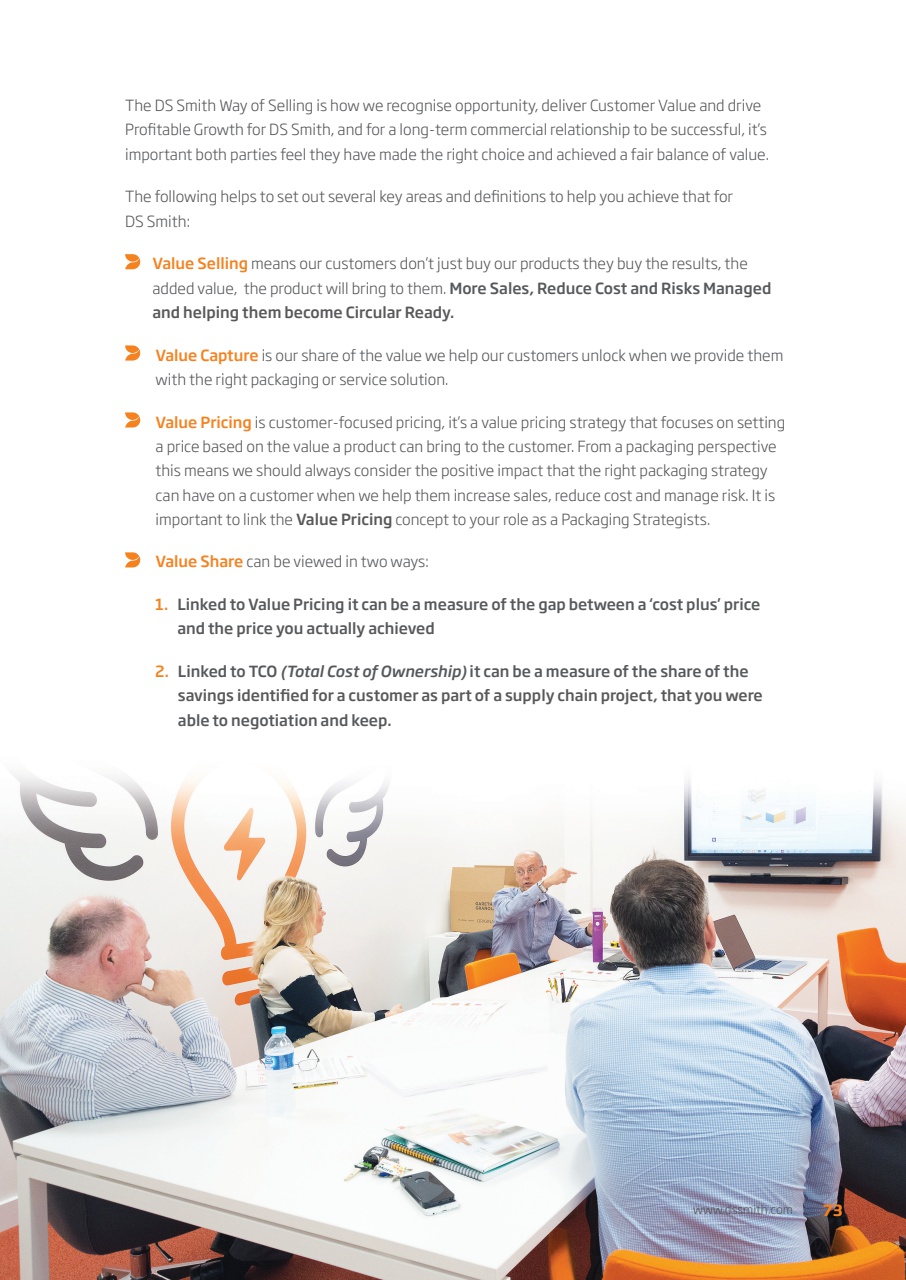 The DS Smith Way of Selling is how we recognise opportunity, deliver Customer Value and drive
Profitable Growth for DS Smith, and for a long-term commercial relationship to be successful, it's
important both parties feel they have made the right choice and achieved a fair balance of value.
The following helps to set out several key areas and definitions to help you achieve that for
DS Smith:
Value Selling means our customers don't just buy our products they buy the results, the
added value, the product will bring to them. More Sales, Reduce Cost and Risks Managed
and helping them become Circular Ready.
Value Capture is our share of the value we help our customers unlock when we provide them
with the right packaging or service solution.
Value Pricing is customer-focused pricing, it's a value pricing strategy that focuses on setting
a price based on the value a product can bring to the customer. From a packaging perspective
this means we should always consider the positive impact that the right packaging strategy
can have on a customer when we help them increase sales, reduce cost and manage risk. It is
important to link the Value Pricing concept to your role as a Packaging Strategists.
Value Share can be viewed in two ways:
1. Linked to Value Pricing it can be a measure of the gap between a 'cost plus' price
and the price you actually achieved
2. Linked to TCO (Total Cost of Ownership) it can be a measure of the share of the
savings identified for a customer as part of a supply chain project, that you were
able to negotiation and keep.
www.dssmith.com 73